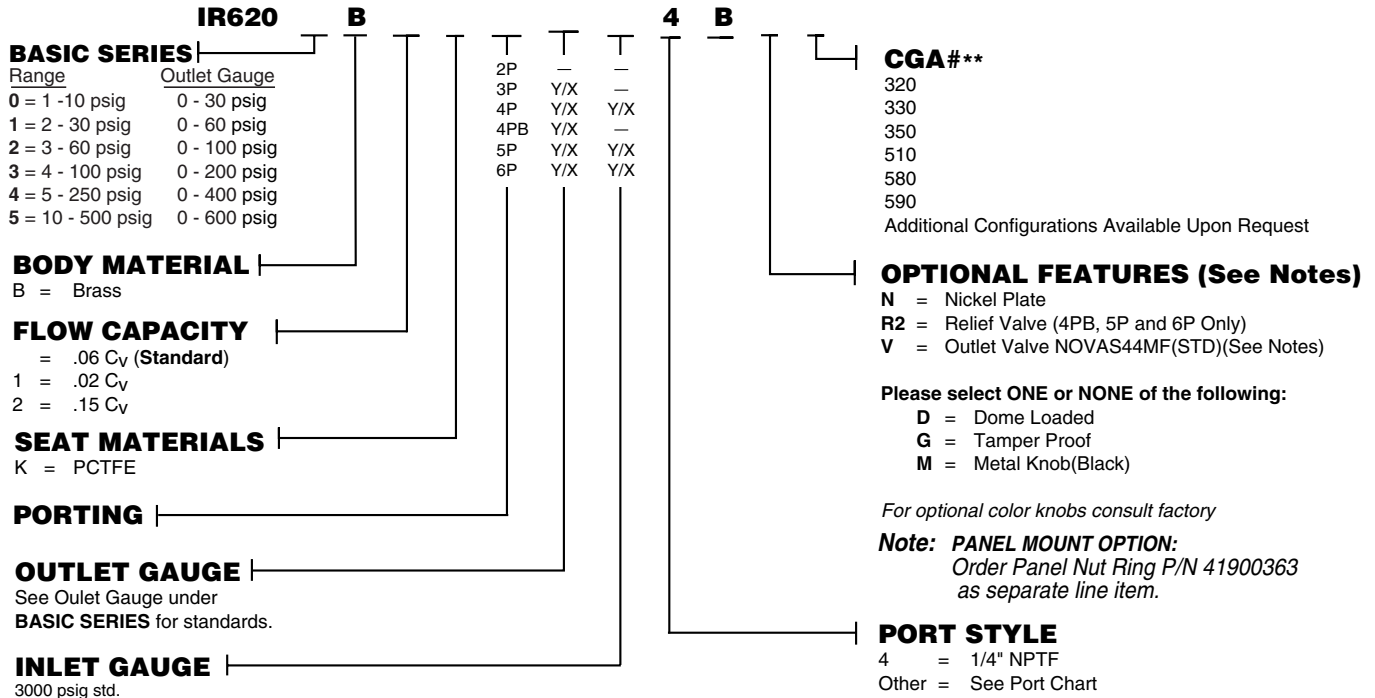 IR620 B 4 B
BASIC SERIES
Range Outlet Gauge
0 = 1 -10 psig 0 - 30 psig
1 = 2 - 30 psig 0 - 60 psig
2 = 3 - 60 psig 0 - 100 psig
3 = 4 - 100 psig 0 - 200 psig
4 = 5 - 250 psig 0 - 400 psig
5 = 10 - 500 psig 0 - 600 psig
BODY MATERIAL
B = Brass
FLOW CAPACITY
= .06 CV (Standard)
1 = .02 CV
2 = .15 CV
SEAT MATERIALS
K = PCTFE
PORTING
OUTLET GAUGE
See Oulet Gauge under
BASIC SERIES for standards.
INLET GAUGE
3000 psig std.
2P — —
3P Y/X —
4P Y/X Y/X
4PB Y/X —
5P Y/X Y/X
6P Y/X Y/X
CGA#**
320
330
350
510
580
590
Additional Configurations Available Upon Request
OPTIONAL FEATURES (See Notes)
N = Nickel Plate
R2 = Relief Valve (4PB, 5P and 6P Only)
V = Outlet Valve NOVAS44MF(STD)(See Notes)
Please select ONE or NONE of the following:
D = Dome Loaded
G = Tamper Proof
M = Metal Knob(Black)
For optional color knobs consult factory
Note: PANEL MOUNT OPTION:
Order Panel Nut Ring P/N 41900363
as separate line item.
PORT STYLE
4 = 1/4" NPTF
Other = See Port Chart